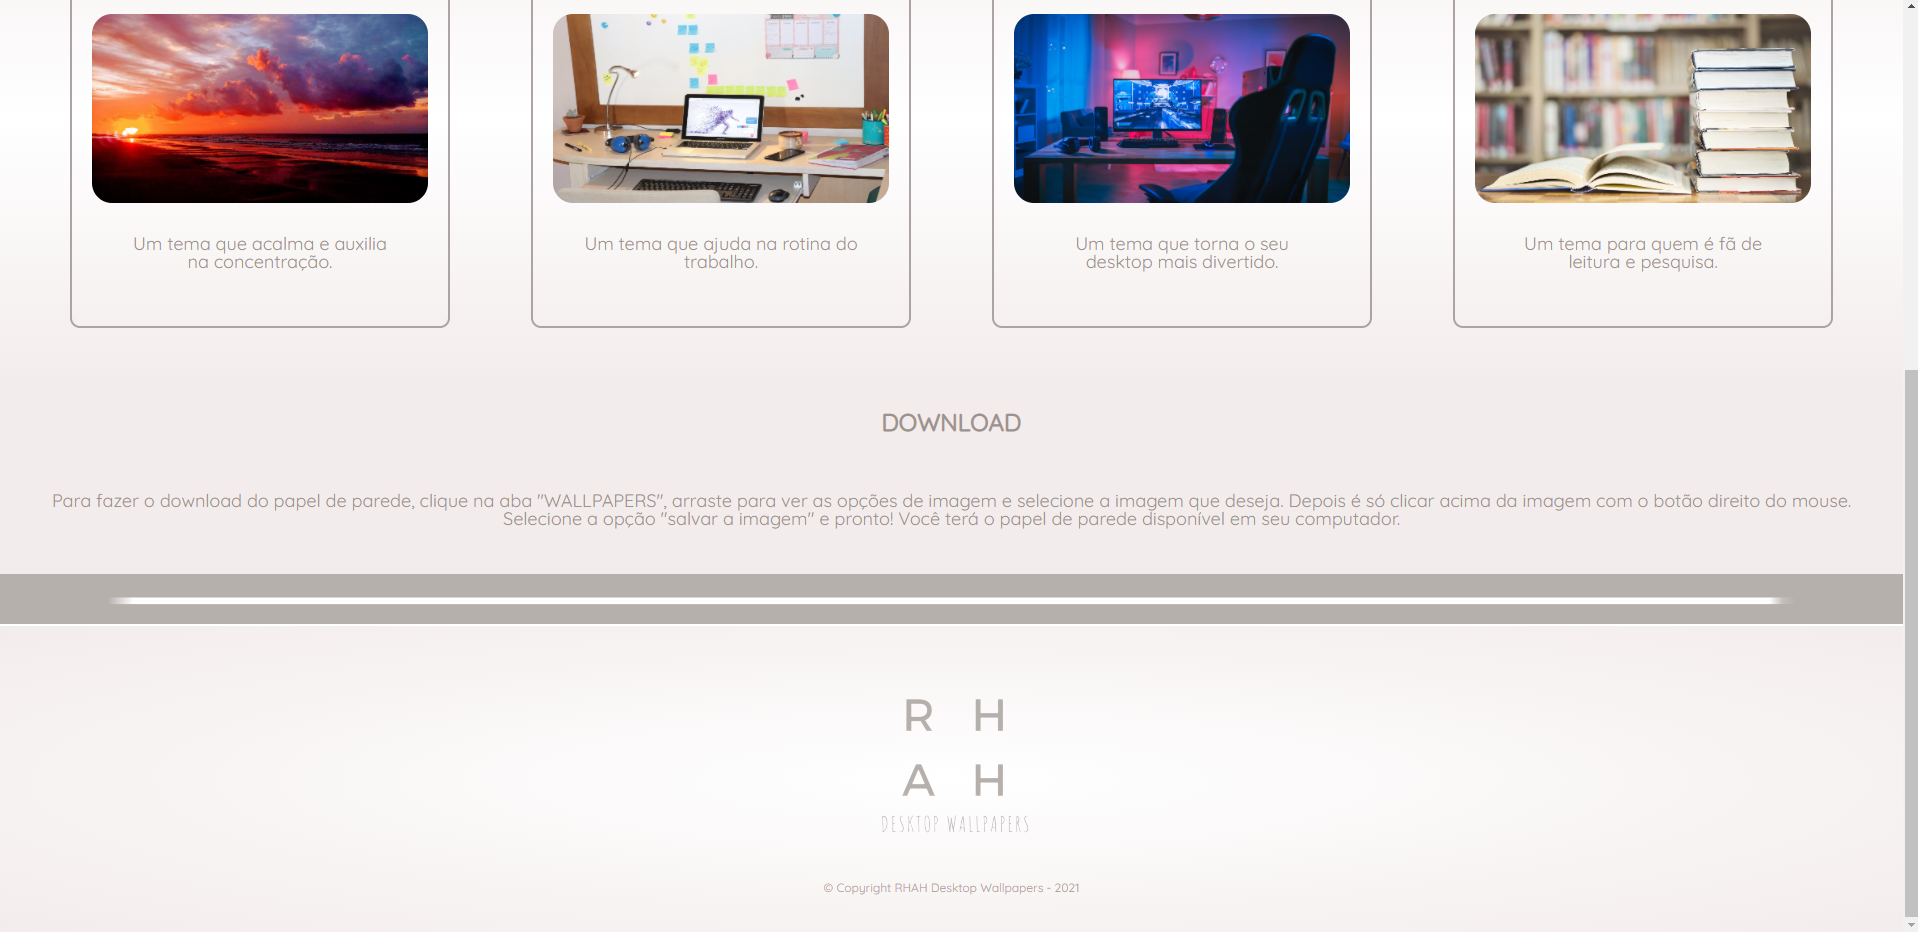 Um tema que acalma e auxilia
na concentração.
Um tema que ajuda na rotina do
trabalho.
Um tema que torna o seu
desktop mais divertido.
Um tema para quem é fã de
leitura e pesquisa.
DOWNLOAD
Para fazer o download do papel de parede, clique na aba "WALLPAPERS", arraste para ver as opções de imagem e selecione a imagem que deseja. Depois é só clicar acima da imagem com o botão direito do mouse.
Selecione a opção "salvar a imagem" e pronto! Você terá o papel de parede disponível em seu computador.
R H
A H
DESKTOP WALLPAPERS
© Copyright RHAH Desktop Wallpapers - 2021